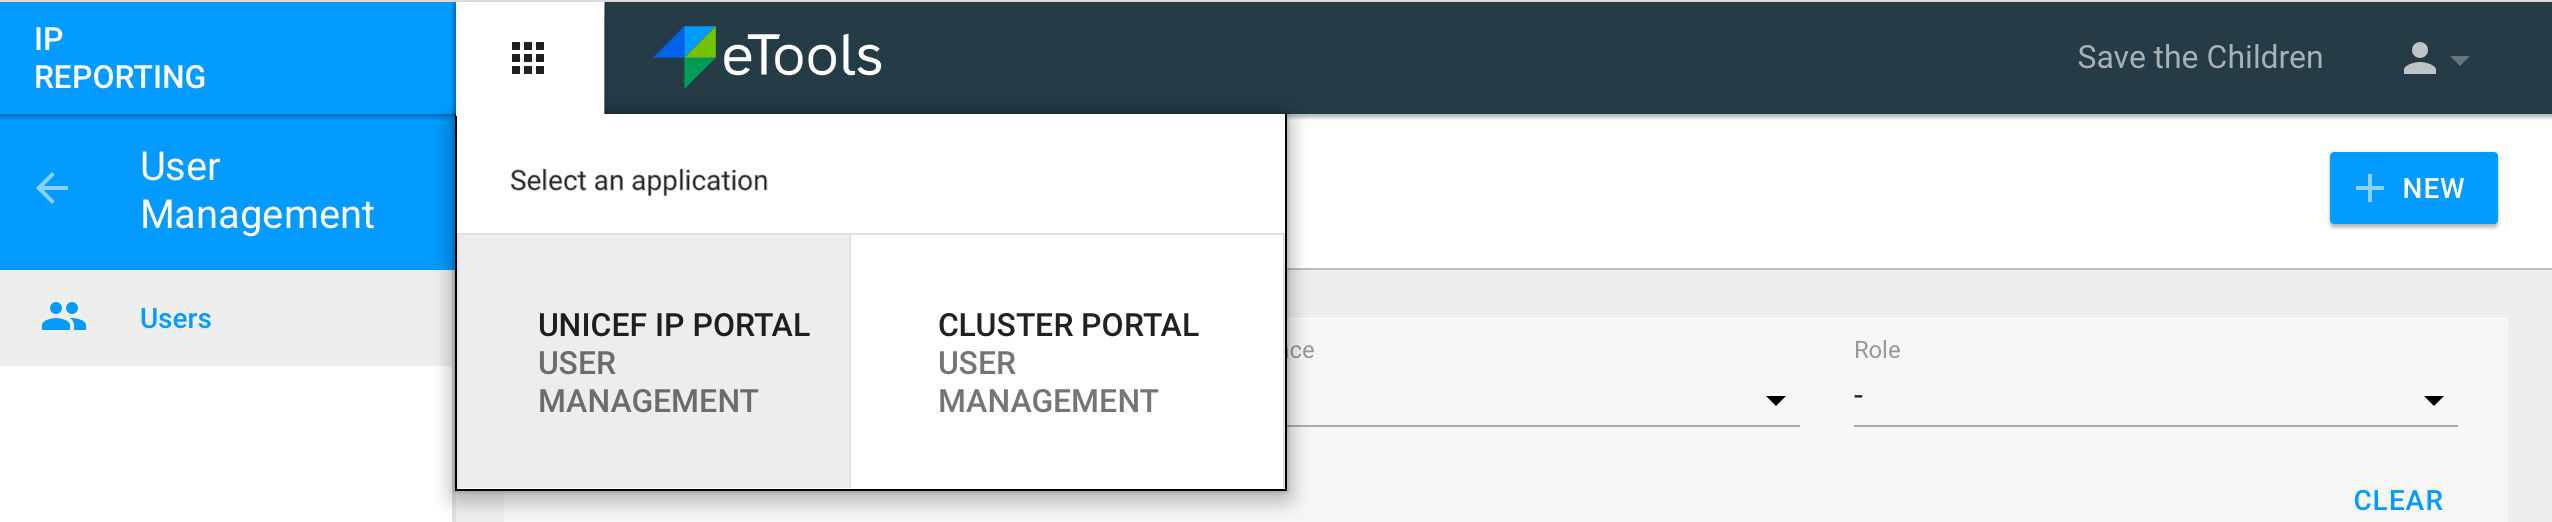 IP
REPORTING
eTools
Save the Children
User
Management
Select an application
NEW
Users
UNICEF IP PORTAL
USER
MANAGEMENT
CLUSTER PORTAL
USER
MANAGEMENT
Role
-
CLEAR